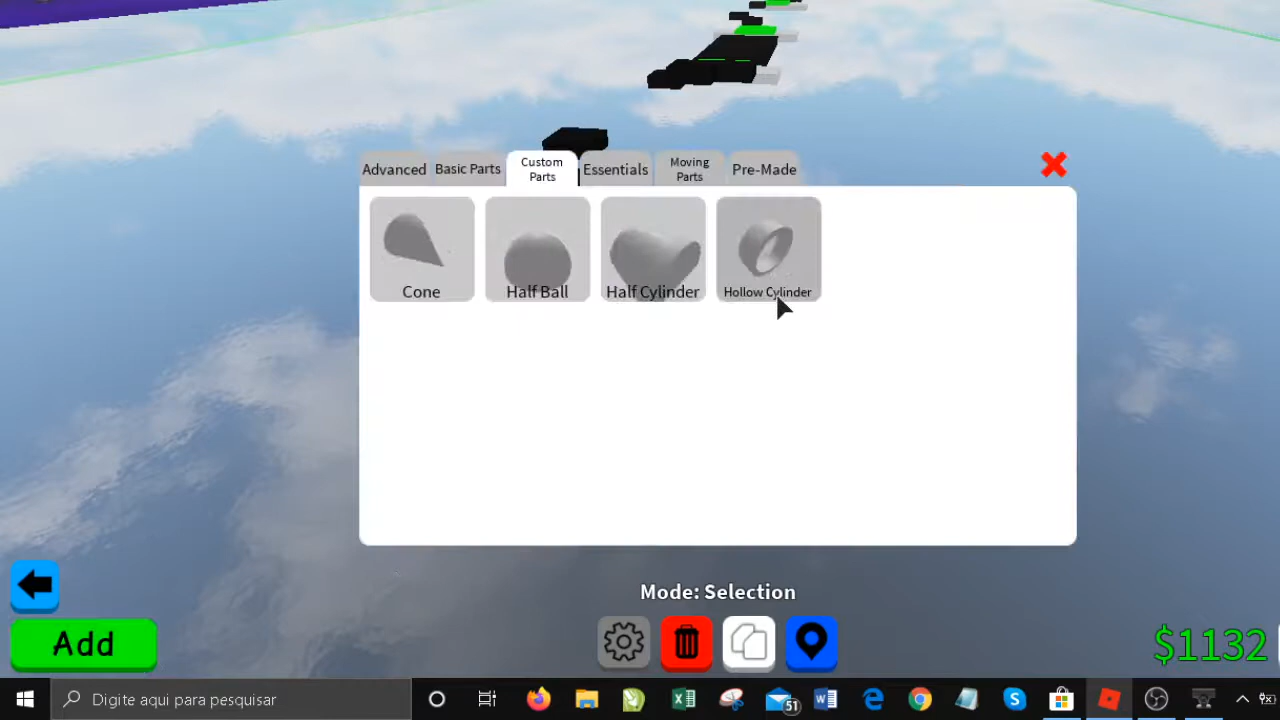 Advanced
Basic Parts
Custom
Parts
Essentials
Moving
Parts
Pre-Made
Cone
Half Ball
Half Cylinder
Hollow Cylinder
Mode: Selection
Add
$1132
Digite aqui para pesquisar
51